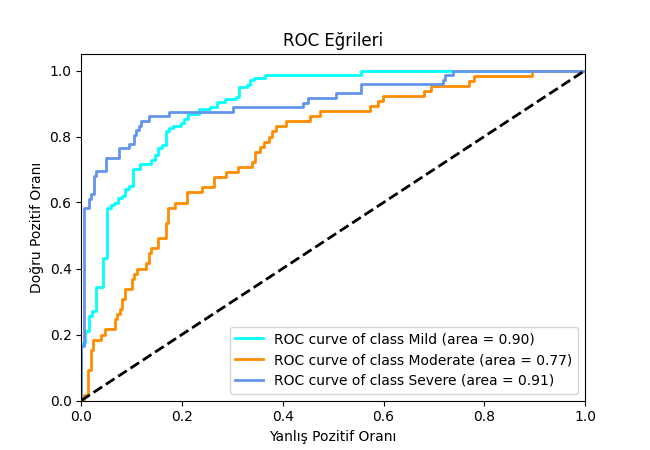 ROC Eğrileri
Doğru Pozitif Oranı
1.0
0.8
0.6
0.4
0.2
0.0
ROC curve of class Mild (area = 0.90)
ROC curve of class Moderate (area = 0.77)
ROC curve of class Severe (area = 0.91)
0.0 0.2 0.4 0.6 0.8 1.0
Yanlış Pozitif Oranı